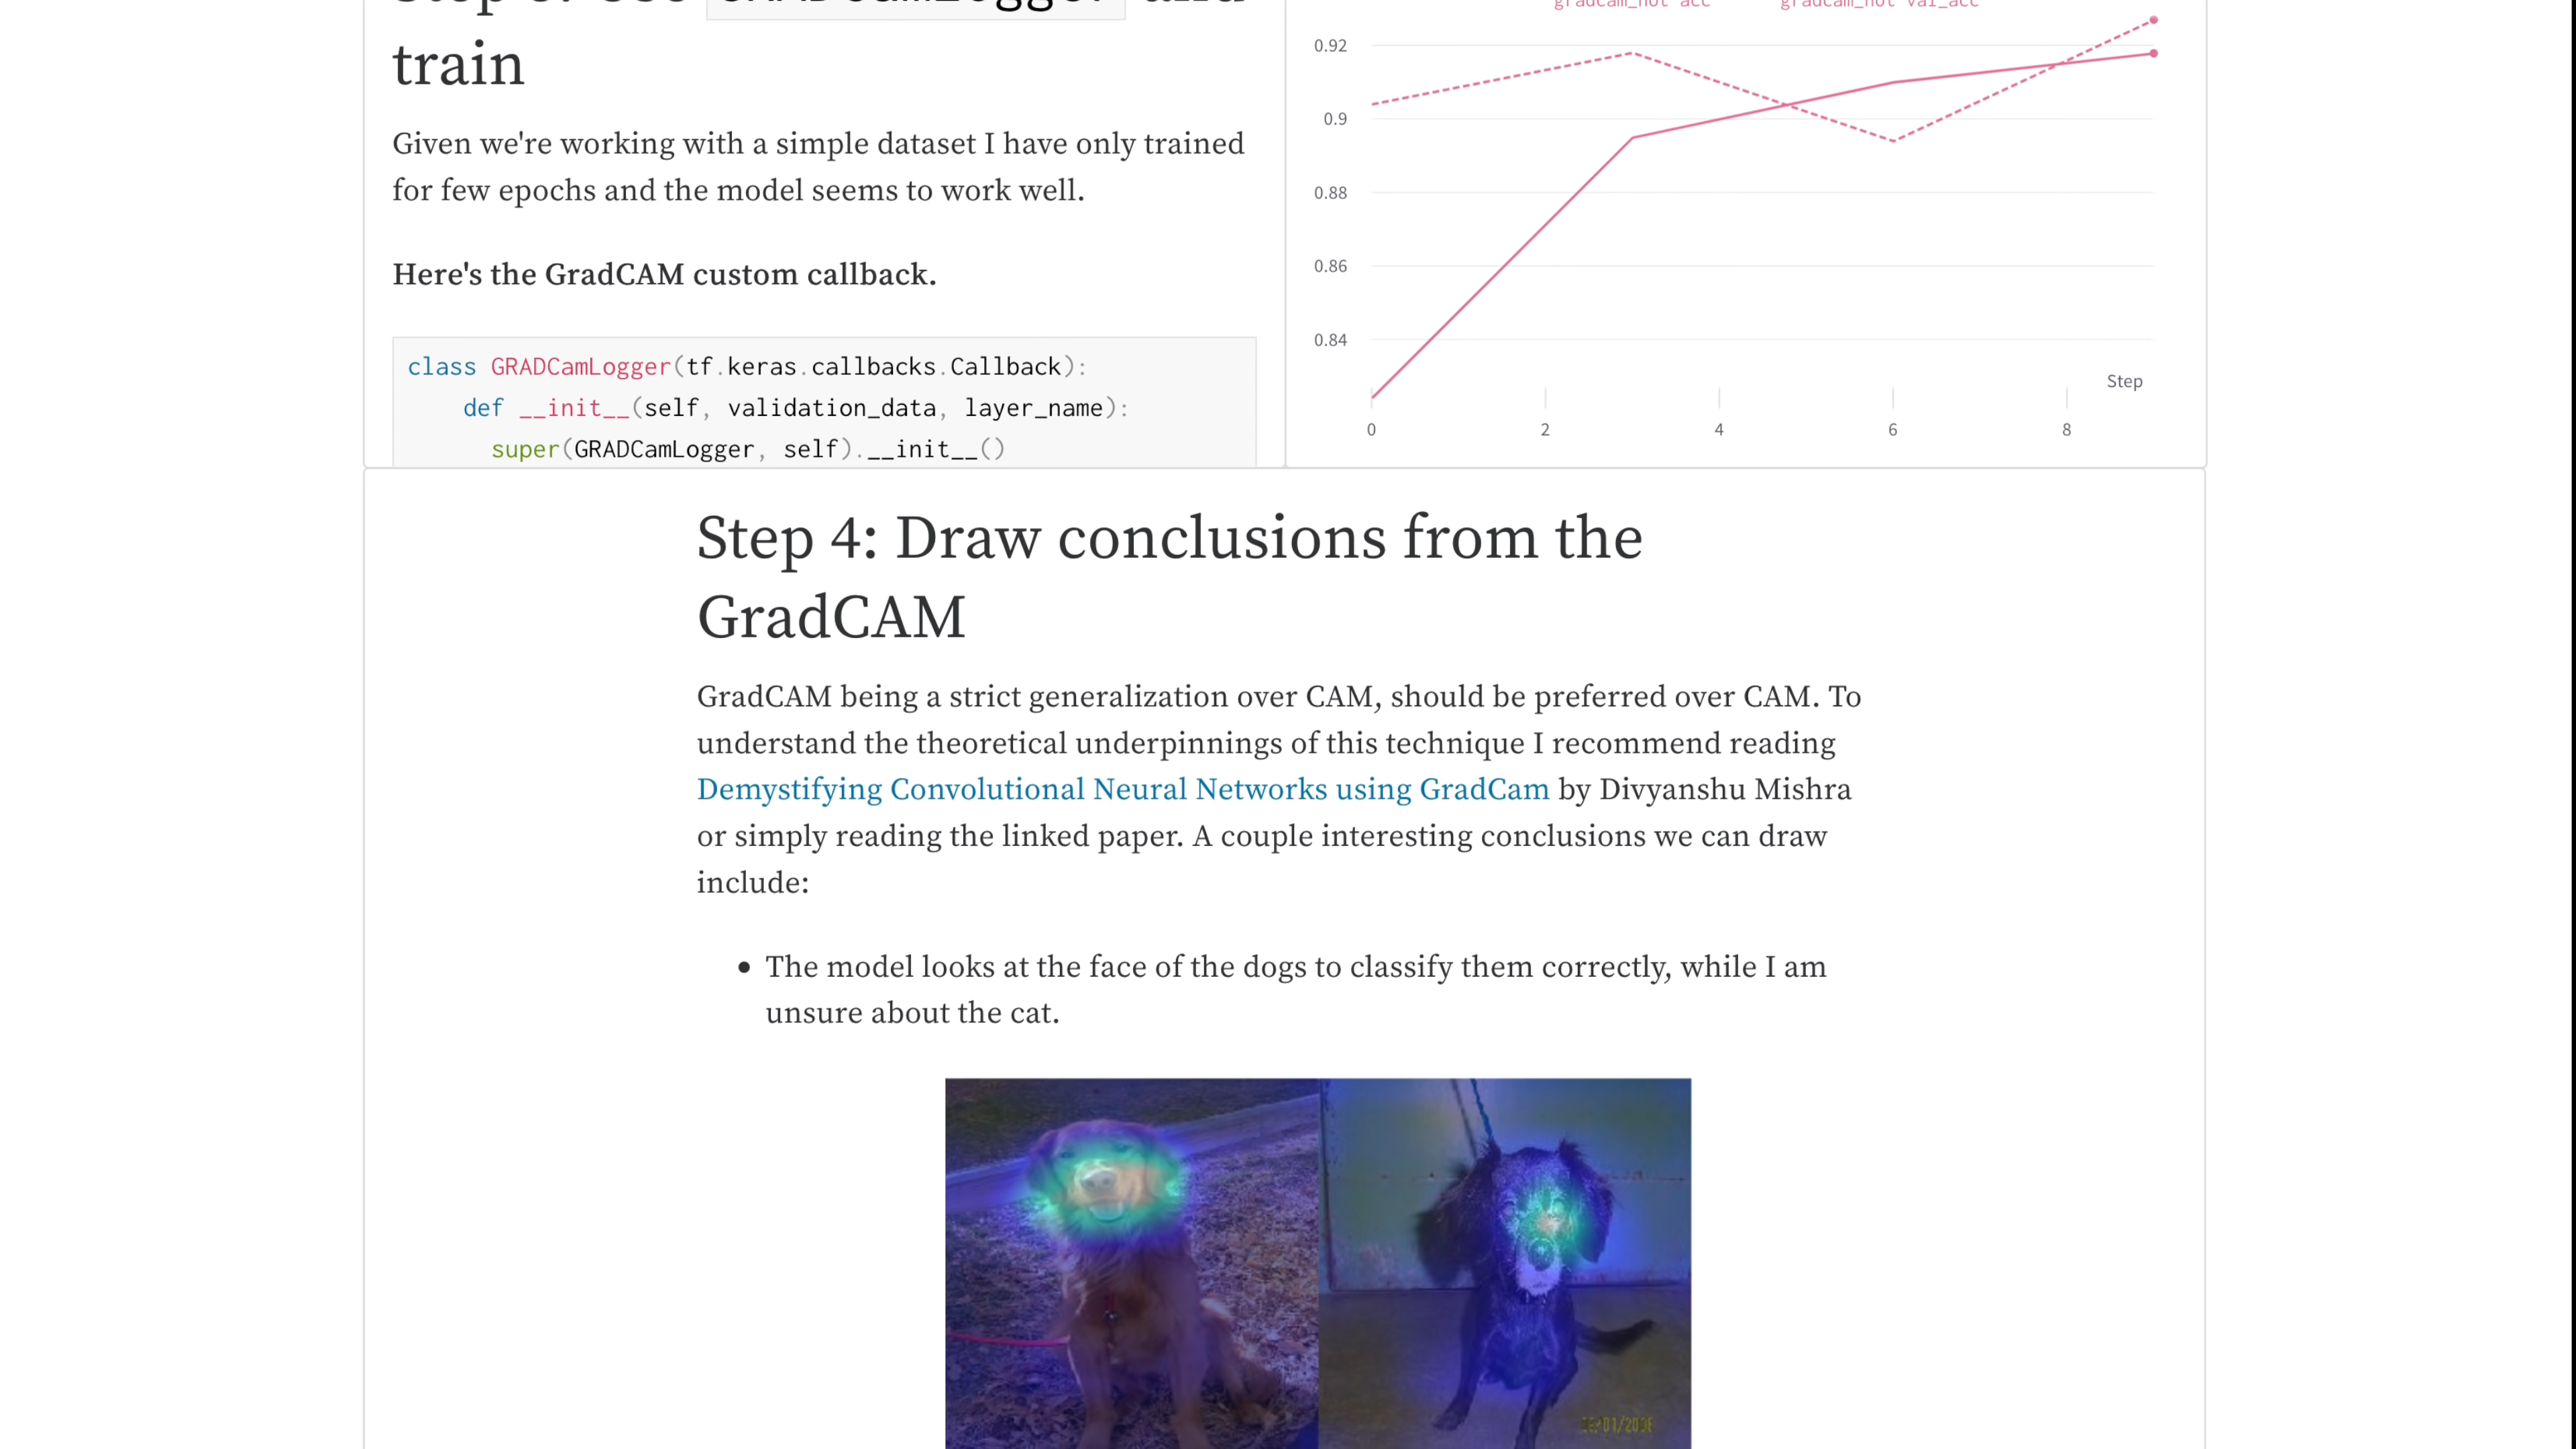 train
Given we're working with a simple dataset I have only trained
for few epochs and the model seems to work well.
Here's the GradCAM custom callback.
class GRADCamLogger(tf.keras.callbacks.Callback):
def __init__(self, validation_data, layer_name):
super(GRADCamLogger, self).__init__()
gradcam_hot acc gradcam_hot val_acc
0.92
0.9
0.88
0.86
0.84
Step
0 2 4 6 8
Step 4: Draw conclusions from the
GradCAM
GradCAM being a strict generalization over CAM, should be preferred over CAM. To
understand the theoretical underpinnings of this technique I recommend reading
Demystifying Convolutional Neural Networks using GradCam by Divyanshu Mishra
or simply reading the linked paper. A couple interesting conclusions we can draw
include:
• The model looks at the face of the dogs to classify them correctly, while I am
unsure about the cat.